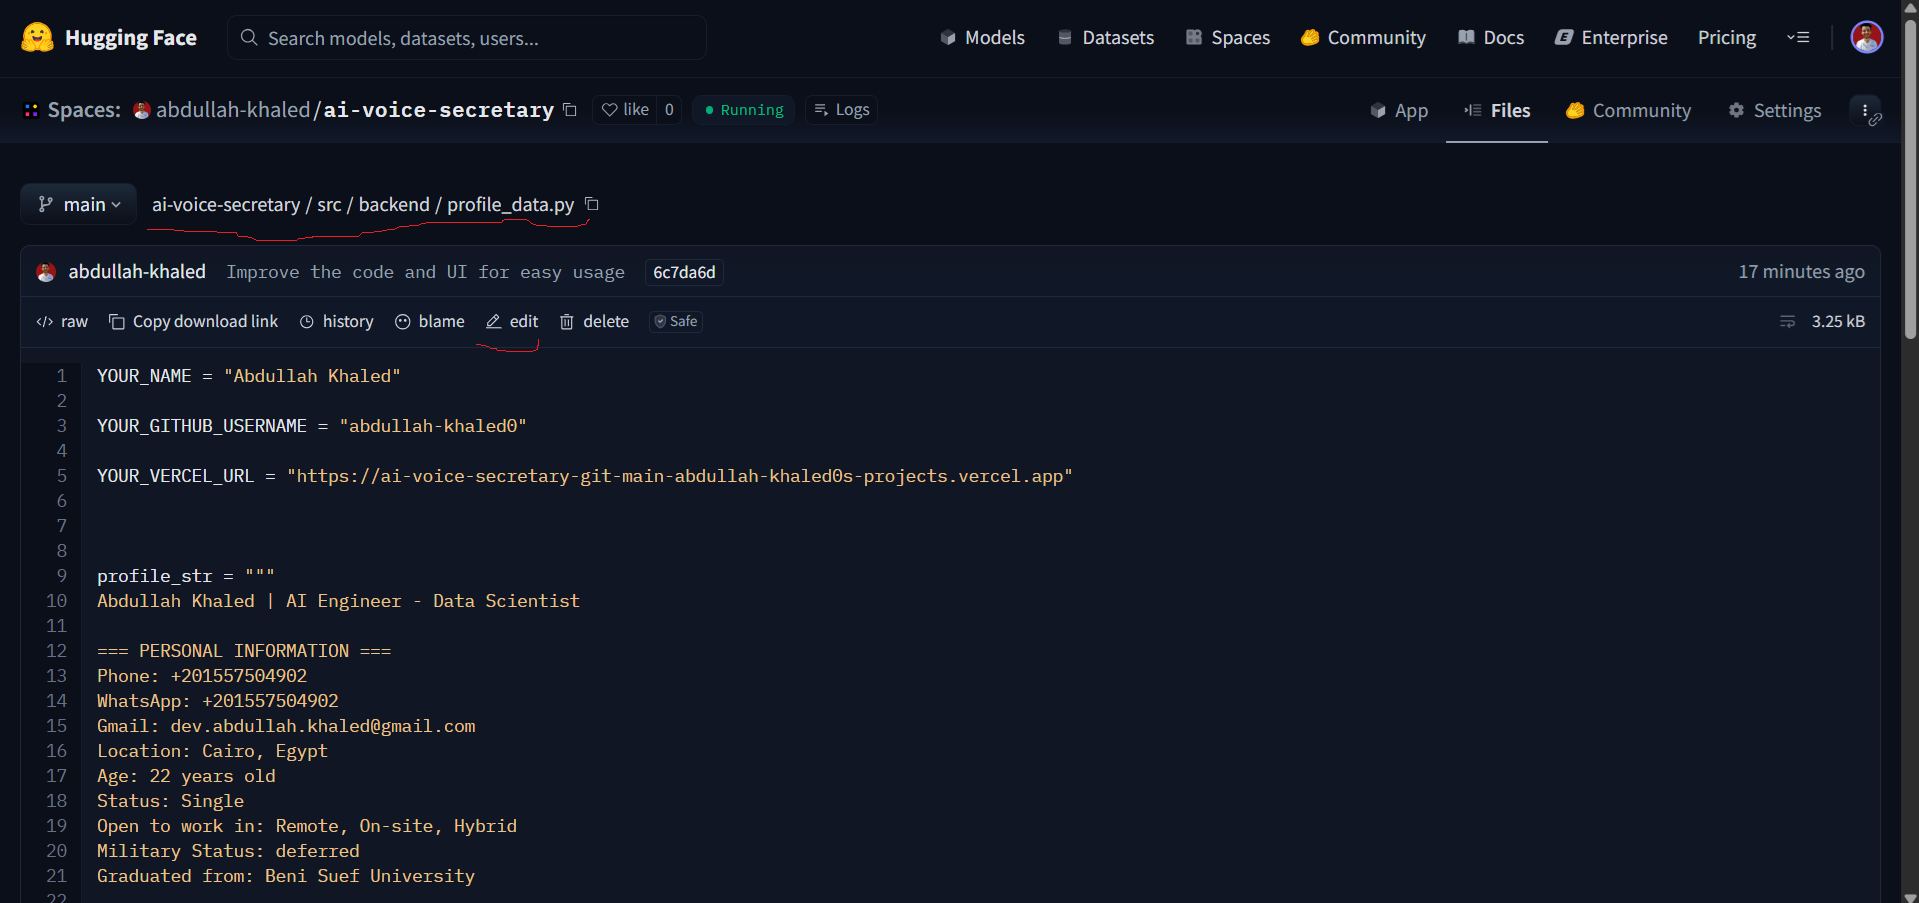 Hugging Face
Search models, datasets, users...
Models
Datasets
Spaces
Community
Docs
Enterprise
Pricing
Spaces: abdullah-khaled/ai-voice-secretary
like 0
Running
Logs
App
Files
Community
Settings
main
ai-voice-secretary / src / backend / profile_data.py
abdullah-khaled Improve the code and UI for easy usage 6c7da6d 17 minutes ago
raw Copy download link history blame edit delete Safe 3.25 kB
1 YOUR_NAME = "Abdullah Khaled"
2
3 YOUR_GITHUB_USERNAME = "abdullah-khaled0"
4
5 YOUR_VERCEL_URL = "https://ai-voice-secretary-git-main-abdullah-khaled0s-projects.vercel.app"
6
7
8
9 profile_str = """
10 Abdullah Khaled | AI Engineer - Data Scientist
11
12 === PERSONAL INFORMATION ===
13 Phone: +201557504902
14 WhatsApp: +201557504902
15 Gmail: dev.abdullah.khaled@gmail.com
16 Location: Cairo, Egypt
17 Age: 22 years old
18 Status: Single
19 Open to work in: Remote, On-site, Hybrid
20 Military Status: deferred
21 Graduated from: Beni Suef University
22